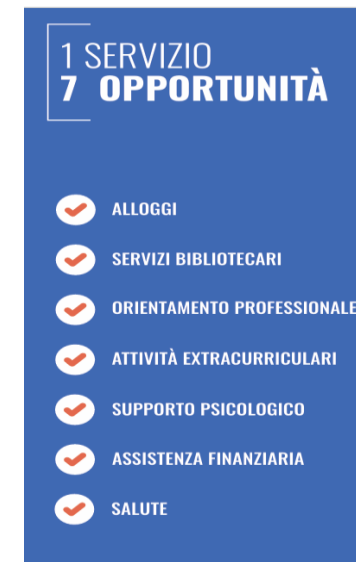 1 SERVIZIO
7 OPPORTUNITÀ
ALLOGGI
SERVIZI BIBLIOTECARI
ORIENTAMENTO PROFESSIONALE
ATTIVITÀ EXTRACURRICULARI
SUPPORTO PSICOLOGICO
ASSISTENZA FINANZIARIA
SALUTE